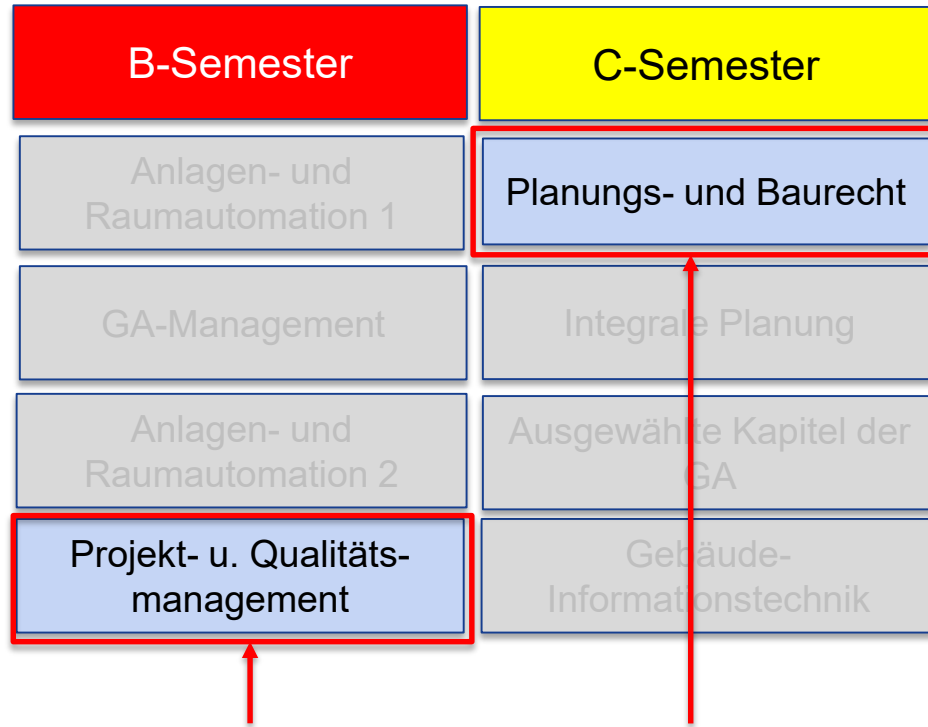 B-Semester
C-Semester
Anlagen- und
Raumautomation 1
Planungs- und Baurecht
GA-Management
Integrale Planung
Anlagen- und
Raumautomation 2
Ausgewählte Kapitel der
GA
Projekt- u. Qualitäts-
management
Gebäude-
Informationstechnik